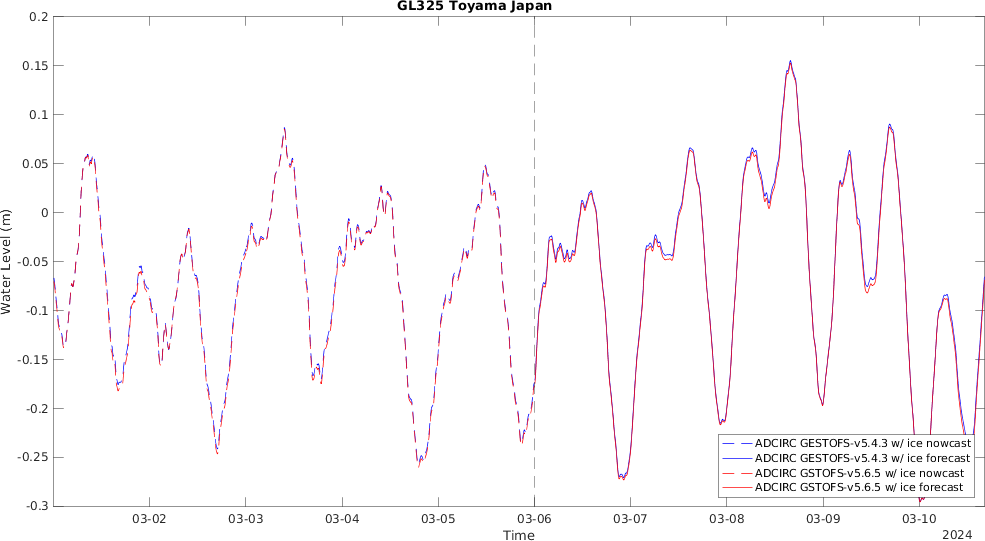 GL325 Toyama Japan
Water Level (m)
0.2
0.15
0.1
0.05
0
-0.05
-0.1
-0.15
-0.2
-0.25
-0.3
ADCIRC GESTOFS-v5.4.3 w/ ice nowcast
ADCIRC GESTOFS-v5.4.3 w/ ice forecast
ADCIRC GSTOFS-v5.6.5 w/ ice nowcast
ADCIRC GSTOFS-v5.6.5 w/ ice forecast
03-02 03-03 03-04 03-05 03-06 03-07 03-08 03-09 03-10
Time
2024